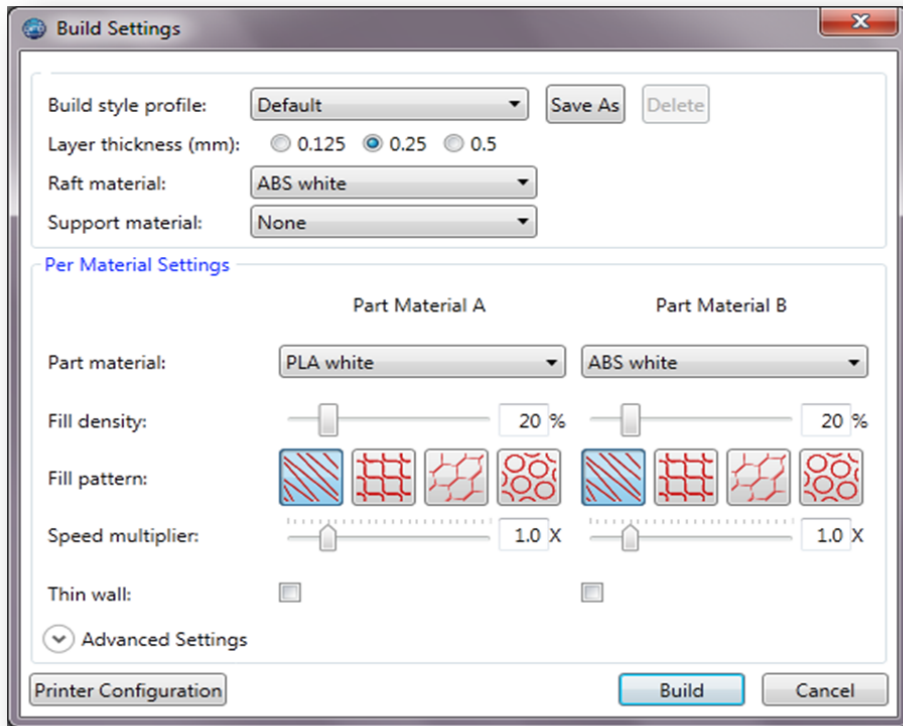 Build Settings
Build style profile: Default Save As Delete
Layer thickness (mm): 0.125 0.25 0.5
Raft material: ABS white
Support material: None
Per Material Settings
Part Material A Part Material B
Part material: PLA white ABS white
Fill density: 20 % 20 %
Fill pattern:
Speed multiplier: 1.0 X 1.0 X
Thin wall:
Advanced Settings
Printer Configuration Build Cancel